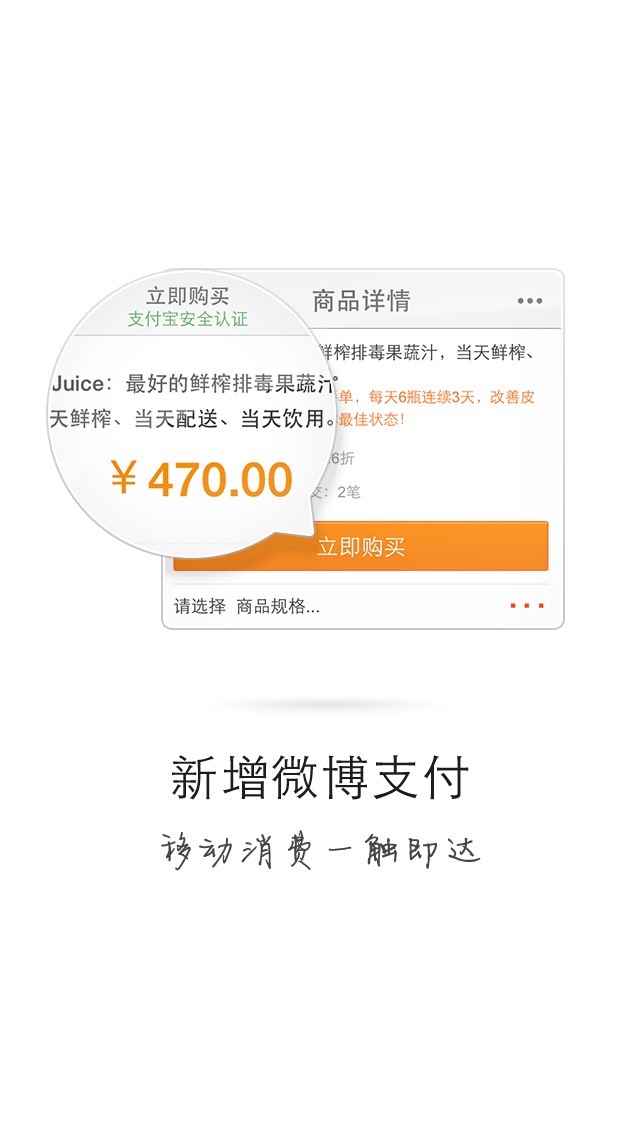 立即购买
支付宝安全认证
Juice：最好的鲜榨排毒果蔬汁
天鲜榨、当天配送、当天饮用。
￥470.00
商品详情
鲜榨排毒果蔬汁，当天鲜榨、
单，每天6瓶连续3天，改善皮
最佳状态！
6折
交：2笔
立即购买
请选择 商品规格...
新增微博支付
移动消费一触即达